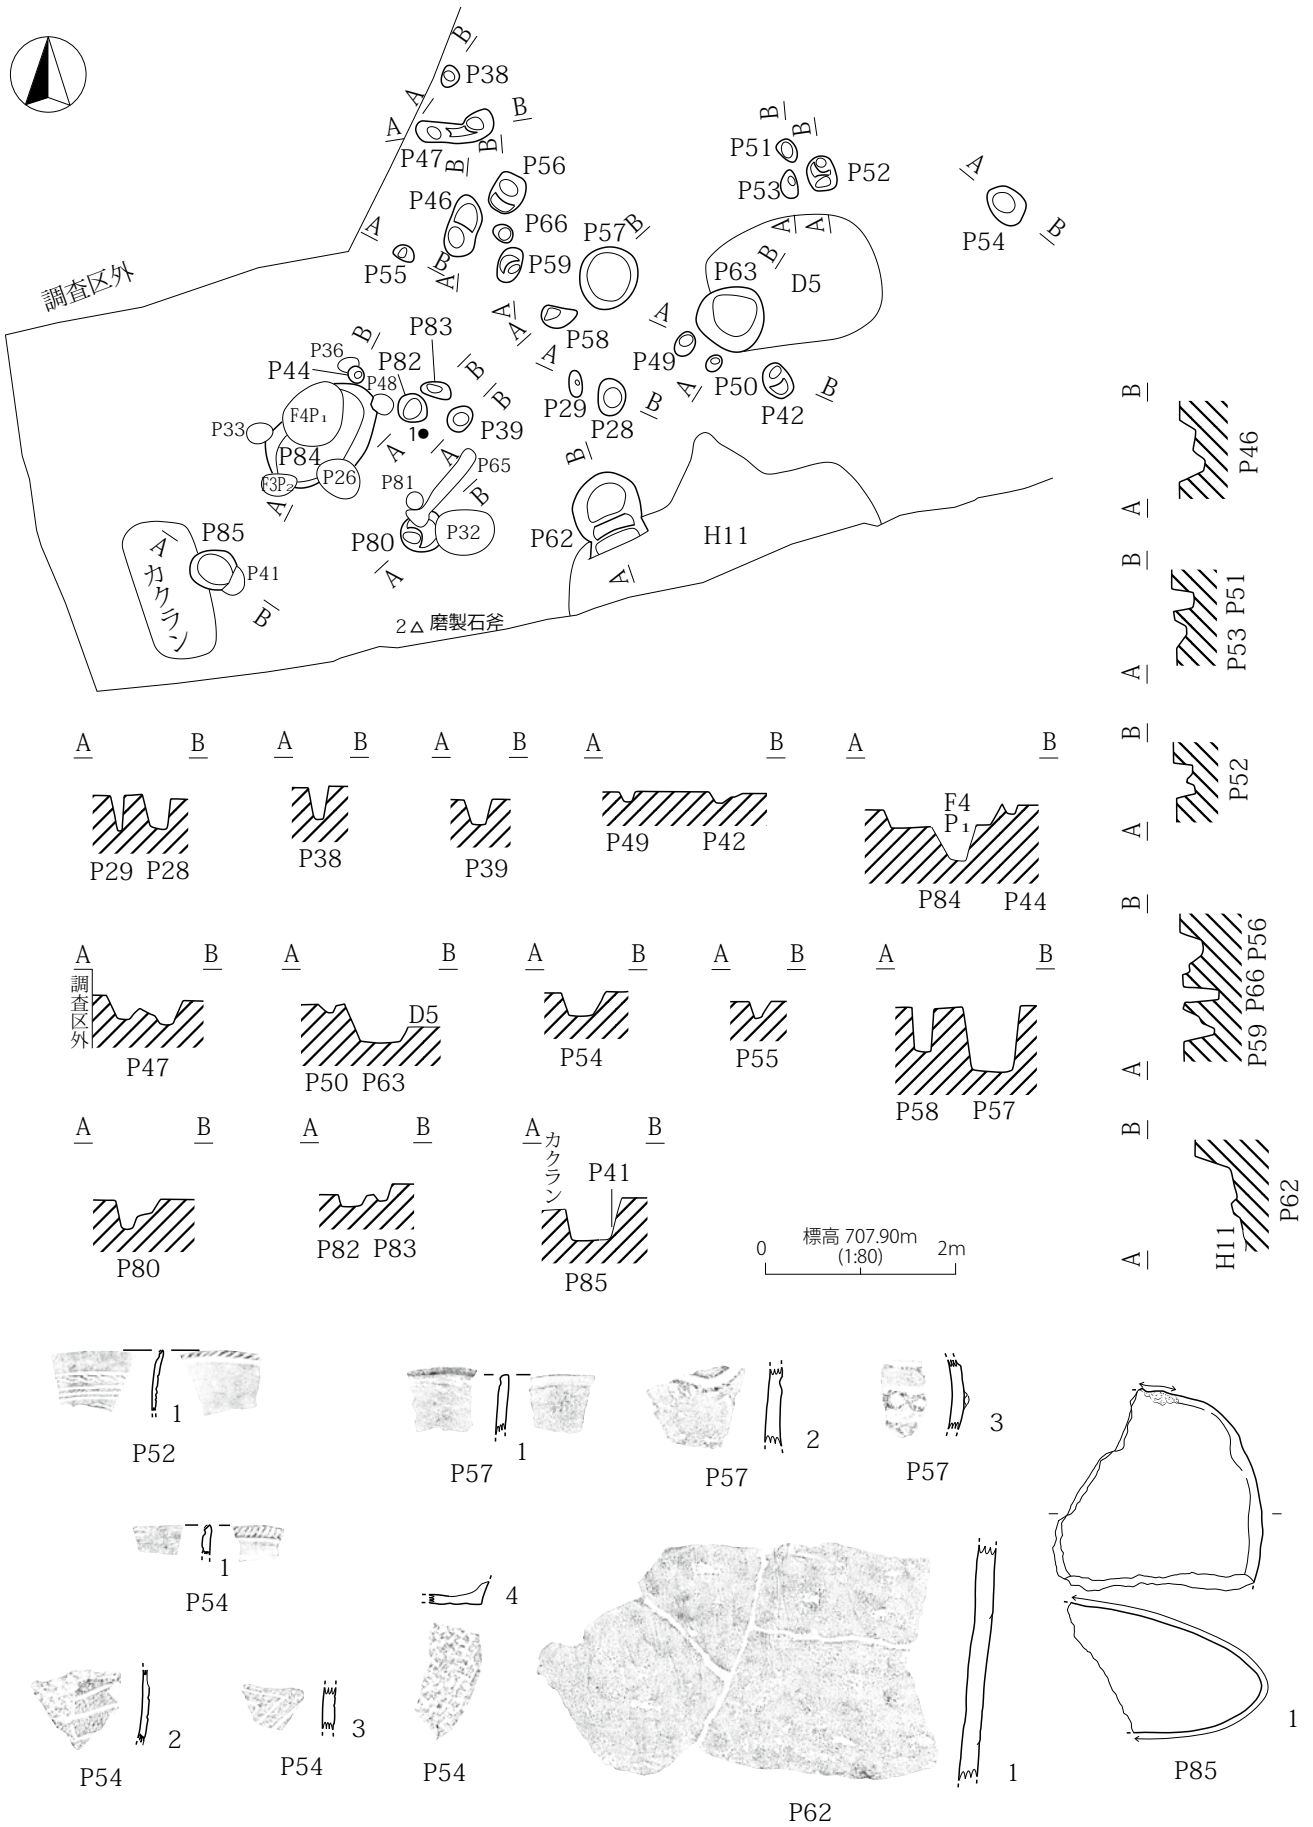 B
P38
A
B
A
P47
B
B
P56
P46
P66
A
P55
B
A
P59
P57
B
B
B
P51
P53
P52
A
P54
B
A
A
B
P63
D5
調査区外
A
A
P58
A
P49
P50
A
P42
B
A
P29
P28
B
B
P36
P44
P82
P83
P48
B
B
F4P₁
P33
P84
1
P39
A
A
P65
F3P₂
P26
P81
B
A
P80
P32
A
B
P62
H11
A
P85
A
カクラン
P41
B
2 磨製石斧
B
P46
A
B
P53 P51
A
B
P52
A
B
P59 P66 P56
A
B
H11
P62
A
A B
P29 P28
A B
P38
A B
P39
A B
P49 P42
A B
F4
P₁
P84 P44
A B
調査区外
P47
A B
D5
P50 P63
A B
P54
A B
P55
A B
P58 P57
A B
P80
A B
P82 P83
A B
カクラン
P41
P85
標高 707.90m
0 (1:80) 2m
1
P52
1
P57
2
P57
3
P57
1
P54
4
P54
2
P54
3
P54
1
P62
1
P85